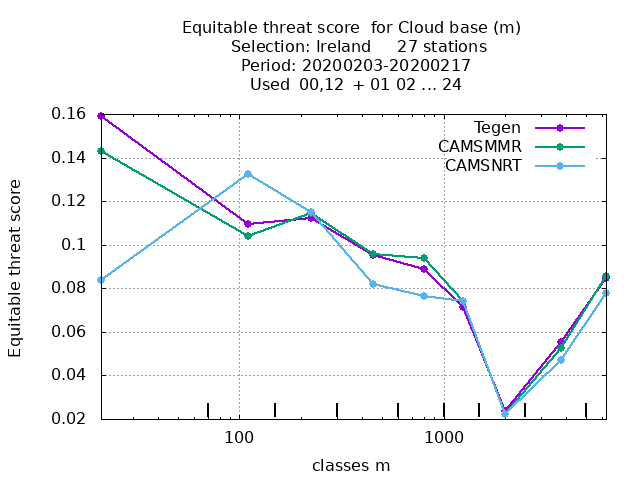 Equitable threat score  for Cloud base (m)
Selection: Ireland     27 stations
Period: 20200203-20200217
Used  00,12  + 01 02 ... 24
0.16
0.14
0.12
0.1
0.08
0.06
0.04
0.02
Equitable threat score
Tegen
CAMSMMR
CAMSNRT
100
1000
classes m